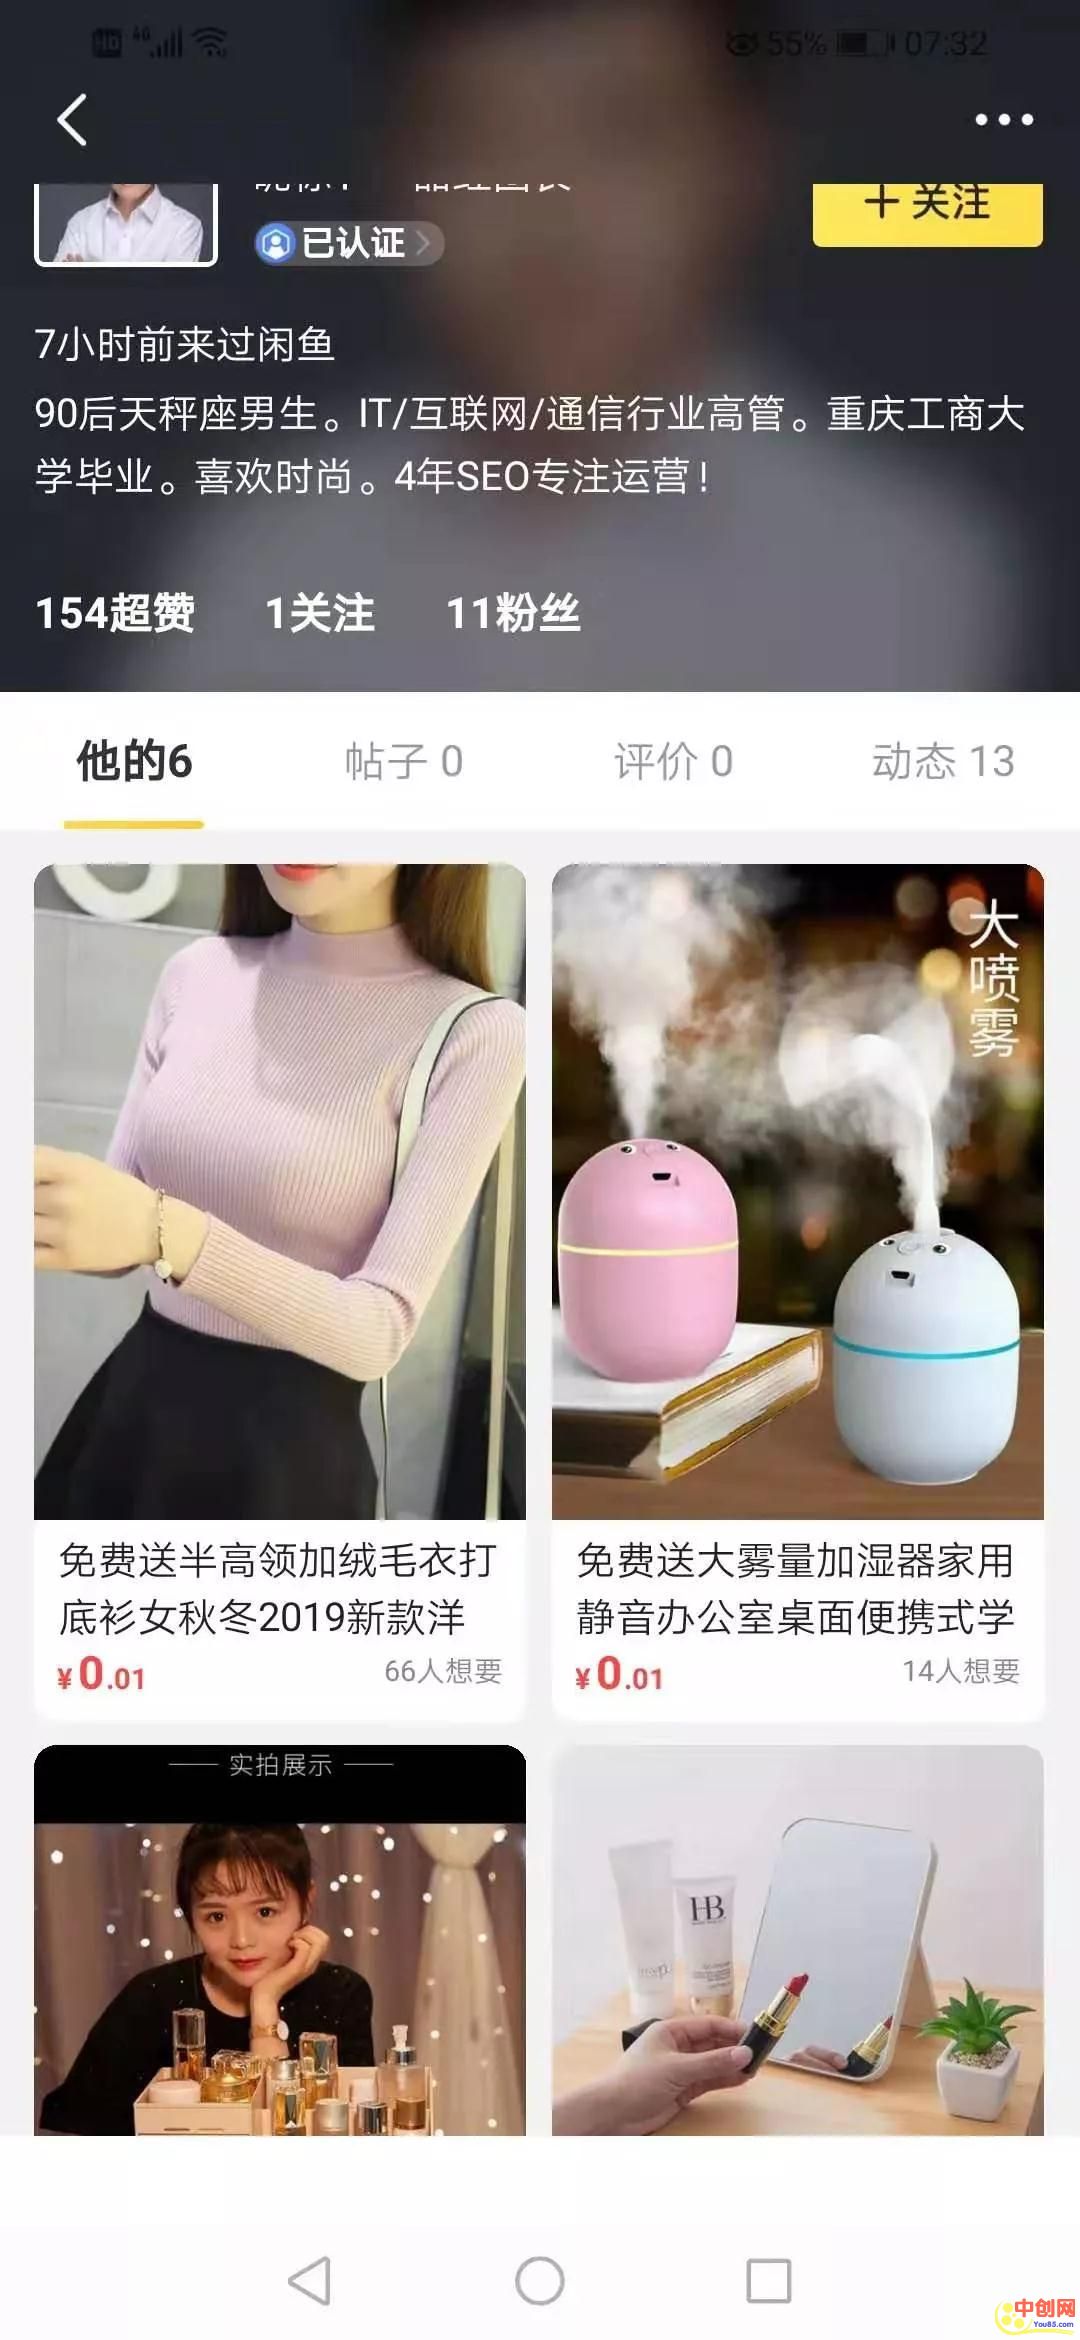 HD 4G 55% 07:32
+ 关注
已认证
7小时前来过闲鱼
90后天秤座男生。IT/互联网/通信行业高管。重庆工商大
学毕业。喜欢时尚。4年SEO专注运营!
154超赞 1关注 11粉丝
他的6 帖子 0 评价 0 动态 13
大喷雾
免费送半高领加绒毛衣打
底衫女秋冬2019新款洋
¥0.01 66人想要
免费送大雾量加湿器家用
静音办公室桌面便携式学
¥0.01 14人想要
实拍展示
HB
中创网
You85.com